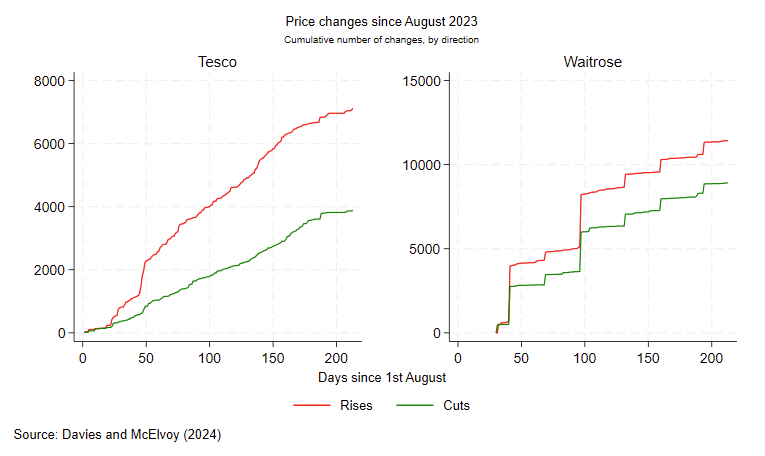 Price changes since August 2023
Cumulative number of changes, by direction
Tesco
8000
6000
4000
2000
0
0 50 100 150 200
Waitrose
15000
10000
5000
0
0 50 100 150 200
Days since 1st August
Rises Cuts
Source: Davies and McElvoy (2024)